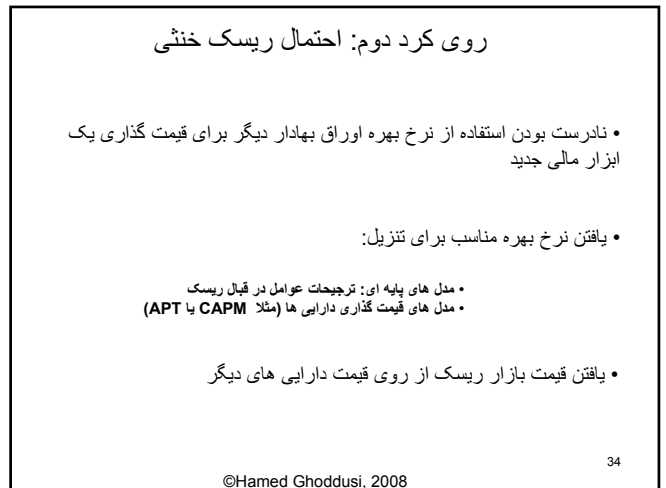 روی کرد دوم: احتمال ریسک خنثی
• نادرست بودن استفاده از نرخ بهره اوراق بهادار دیگر برای قیمت گذاری یک
ابزار مالی جدید
• یافتن نرخ بهره مناسب برای تنزیل:
• مدل های پایه ای: ترجیحات عوامل در قبال ریسک
• مدل های قیمت گذاری دارایی ها (مثلا CAPM یا APT)
• یافتن قیمت بازار ریسک از روی قیمت دارایی های دیگر
34
©Hamed Ghoddusi, 2008